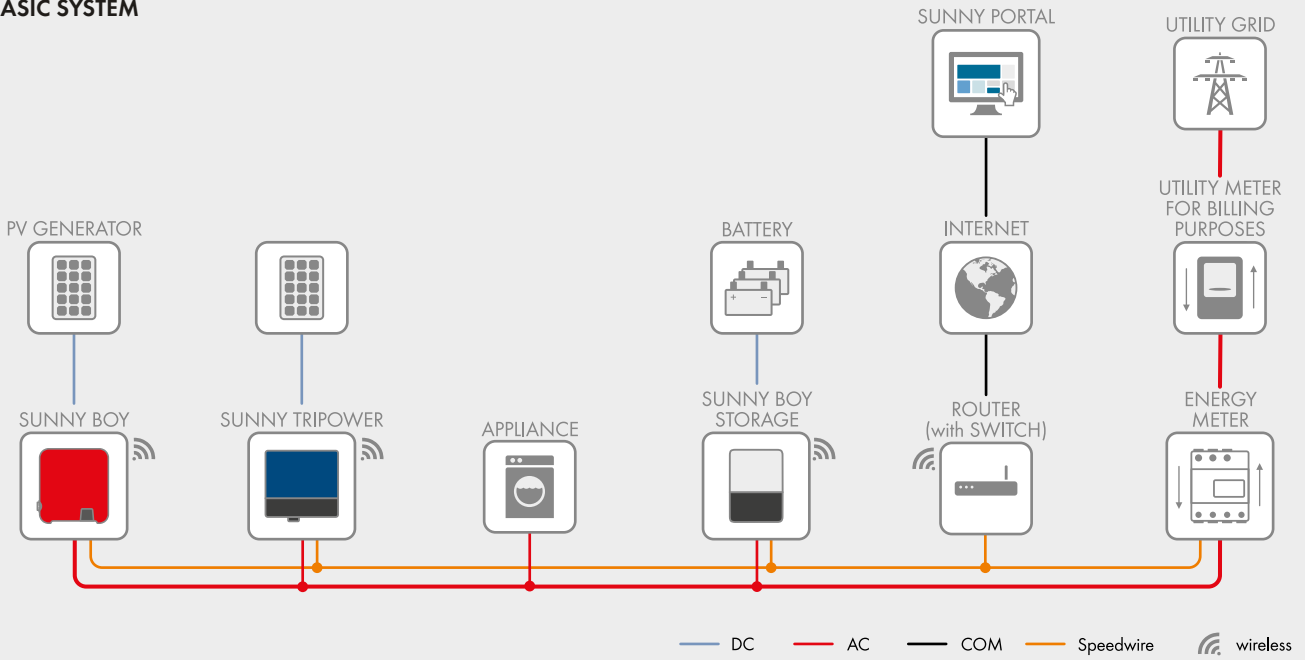 ASIC SYSTEM
SUNNY PORTAL
UTILITY GRID
UTILITY METER
FOR BILLING
PURPOSES
PV GENERATOR
BATTERY
INTERNET
SUNNY BOY
SUNNY TRIPOWER
APPLIANCE
SUNNY BOY
STORAGE
ROUTER
(with SWITCH)
ENERGY
METER
DC
AC
COM
Speedwire
wireless